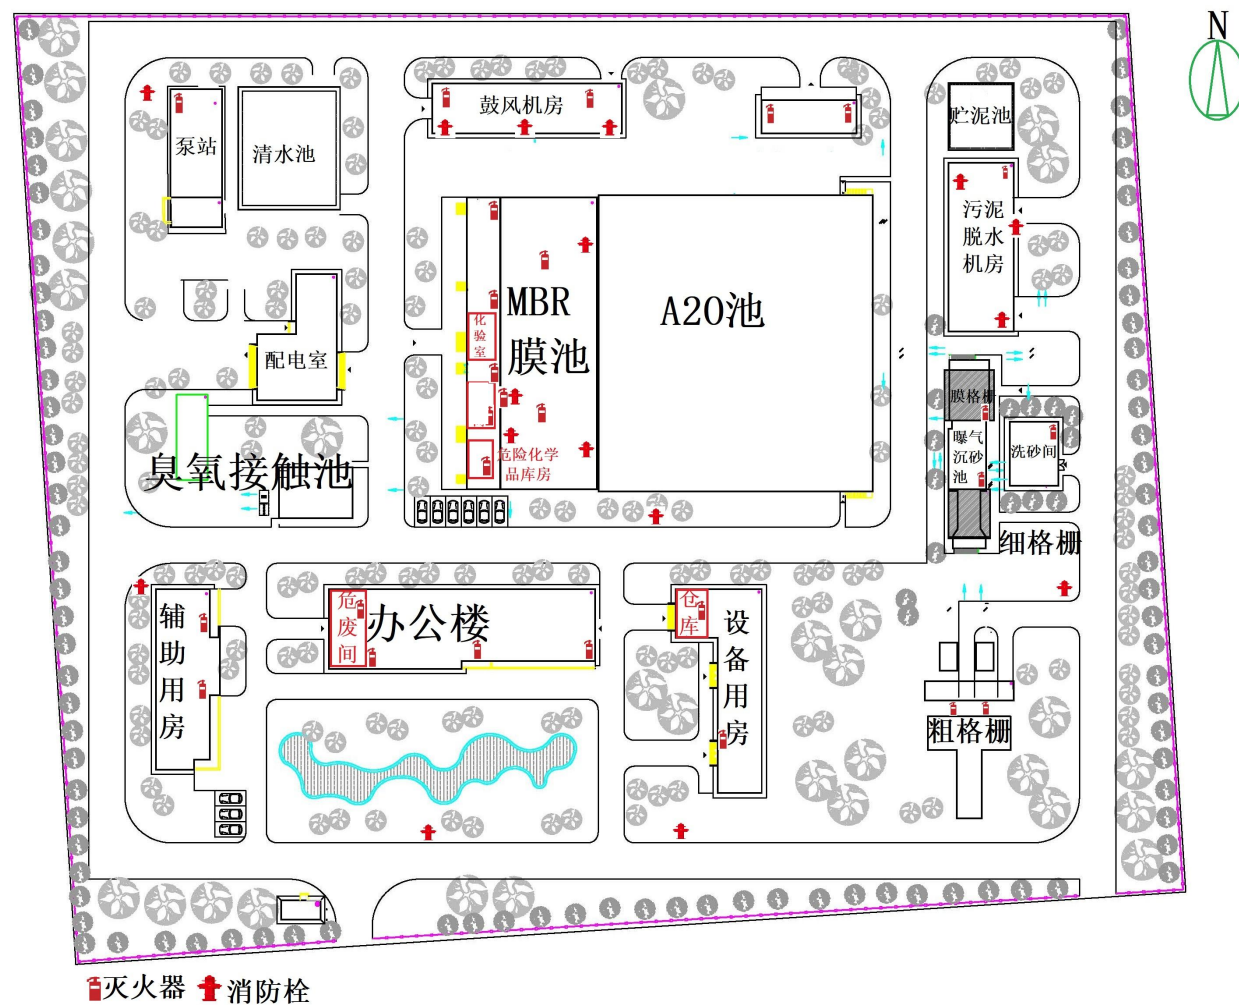 N
鼓风机房
贮泥池
泵站
清水池
污泥
脱水
机房
MBR
膜池
A2O池
化
验
室
配电室
膜格栅
曝气
沉砂
池
洗砂间
危险化学
品库房
臭氧接触池
细格栅
辅
助
用
房
危
废
间
办公楼
仓
库
设
备
用
房
粗格栅
灭火器
消防栓